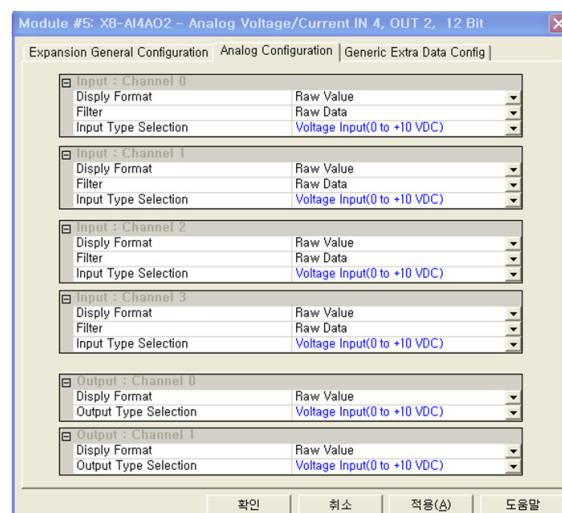 Module #5: X8-AI4AO2 - Analog Voltage/Current IN 4, OUT 2, 12 Bit
Expansion General Configuration Analog Configuration Generic Extra Data Config
Input : Channel 0
Disply Format Raw Value
Filter Raw Data
Input Type Selection Voltage Input(0 to +10 VDC)
Input : Channel 1
Disply Format Raw Value
Filter Raw Data
Input Type Selection Voltage Input(0 to +10 VDC)
Input : Channel 2
Disply Format Raw Value
Filter Raw Data
Input Type Selection Voltage Input(0 to +10 VDC)
Input : Channel 3
Disply Format Raw Value
Filter Raw Data
Input Type Selection Voltage Input(0 to +10 VDC)
Output : Channel 0
Disply Format Raw Value
Output Type Selection Voltage Input(0 to +10 VDC)
Output : Channel 1
Disply Format Raw Value
Output Type Selection Voltage Input(0 to +10 VDC)
확인 취소 적용(A) 도움말